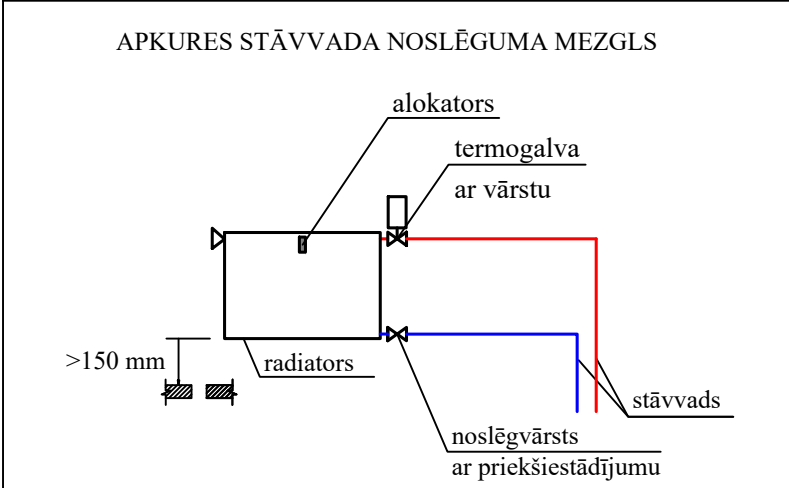 APKURES STĀVVADA NOSLĒGUMA MEZGLS
alokators
termogalva
ar vārstu
>150 mm
radiators
stāvvads
noslēgvārsts
ar priekšiestādījumu